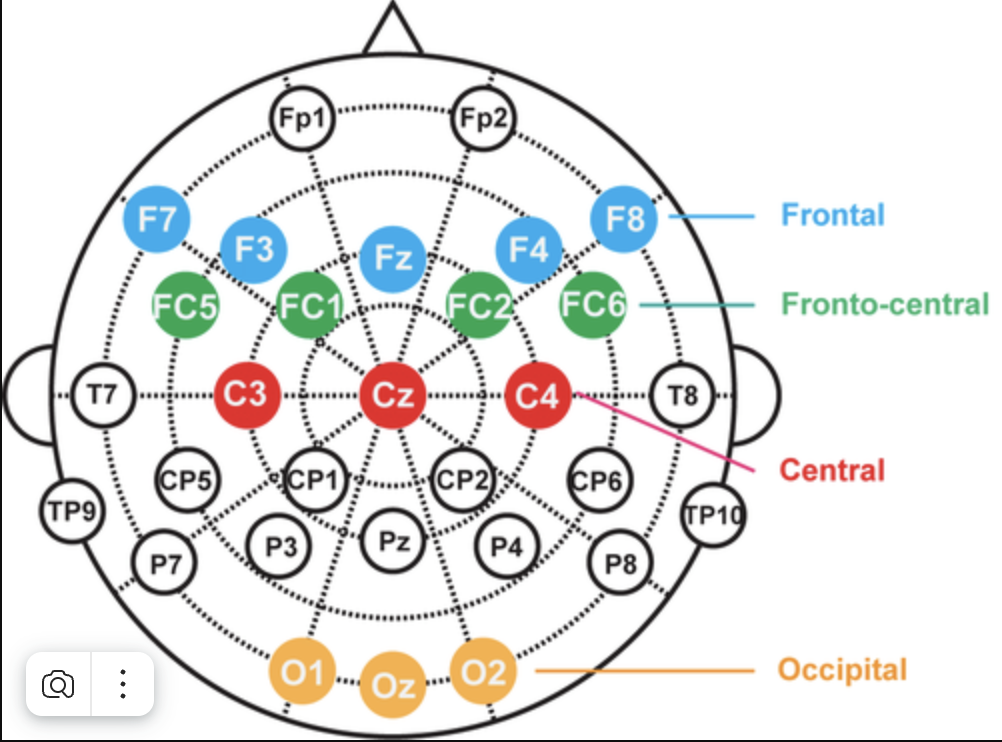 Fp1 Fp2
F7 F3 Fz F4 F8 Frontal
FC5 FC1 FC2 FC6 Fronto-central
T7 C3 Cz C4 T8
CP5 CP1 CP2 CP6 Central
TP9 TP10
P7 P3 Pz P4 P8
O1 Oz O2 Occipital